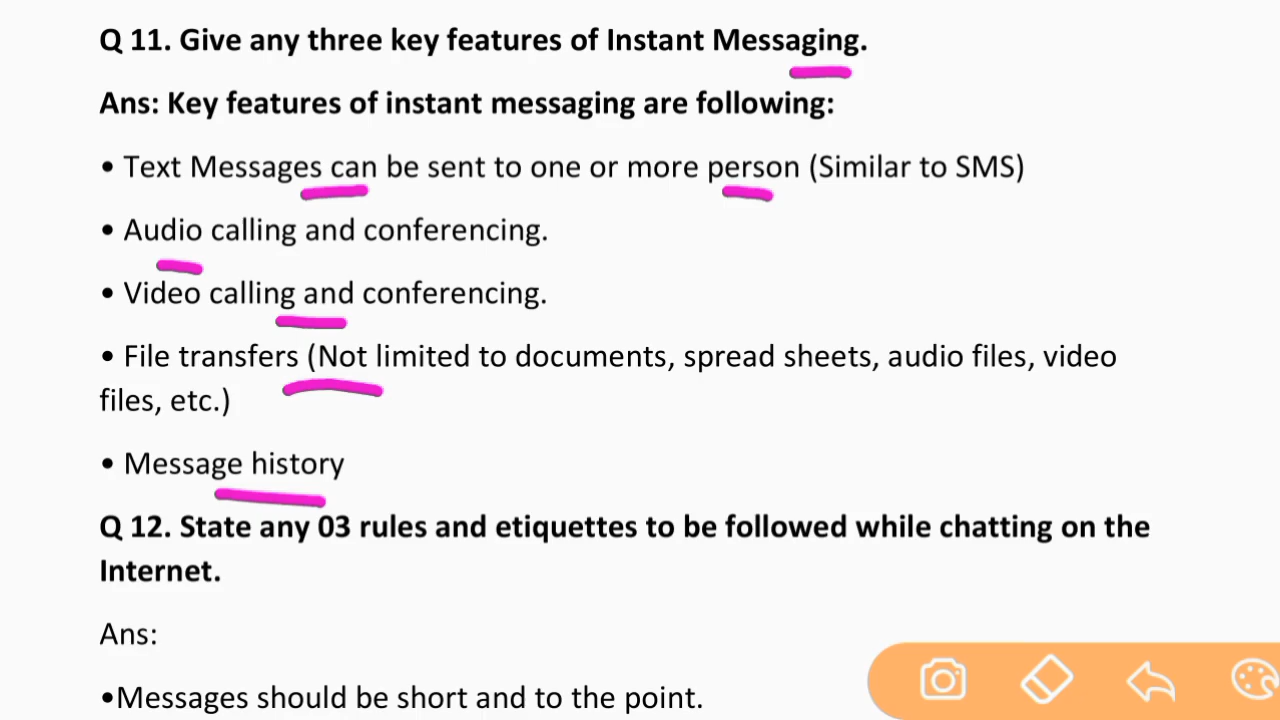 Q 11. Give any three key features of Instant Messaging.
Ans: Key features of instant messaging are following:
• Text Messages can be sent to one or more person (Similar to SMS)
• Audio calling and conferencing.
• Video calling and conferencing.
• File transfers (Not limited to documents, spread sheets, audio files, video
files, etc.)
• Message history
Q 12. State any 03 rules and etiquettes to be followed while chatting on the
Internet.
Ans:
•Messages should be short and to the point.